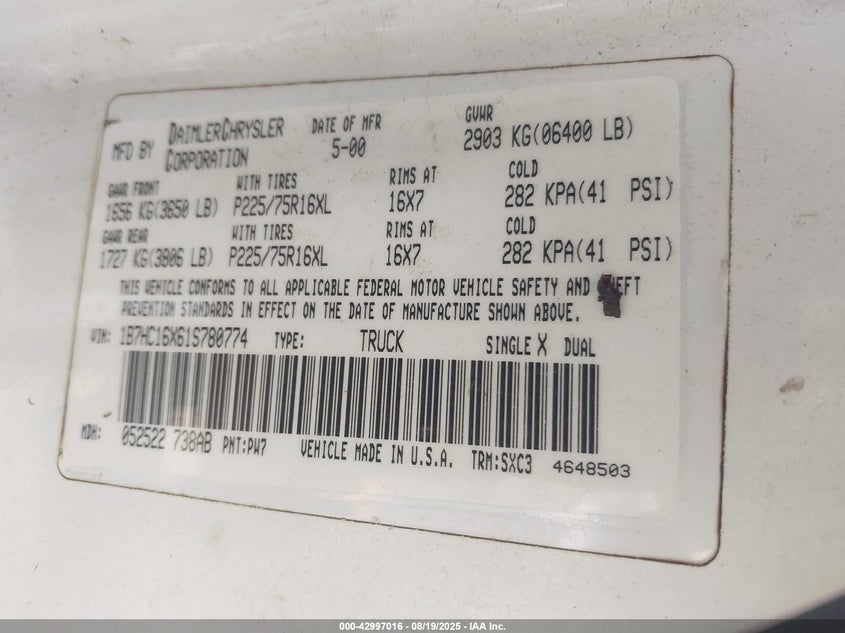 MFD BY DAIMLERCHRYSLER CORPORATION DATE OF MFR 5-00 GVWR 2903 KG(06400 LB)
GAWR FRONT WITH TIRES RIMS AT COLD
1656 KG(3650 LB) P225/75R16XL 16X7 282 KPA(41 PSI)
GAWR REAR WITH TIRES RIMS AT COLD
1727 KG(3806 LB) P225/75R16XL 16X7 282 KPA(41 PSI)
THIS VEHICLE CONFORMS TO ALL APPLICABLE FEDERAL MOTOR VEHICLE SAFETY AND THEFT
PREVENTION STANDARDS IN EFFECT ON THE DATE OF MANUFACTURE SHOWN ABOVE.
VIN: 1B7HC16X61S780774 TYPE: TRUCK SINGLE X DUAL
MDH: 052522 738AB PNT:PW7 VEHICLE MADE IN U.S.A. TRM:SXC3 4648503
000-42997016 - 08/19/2025 - IAA Inc.